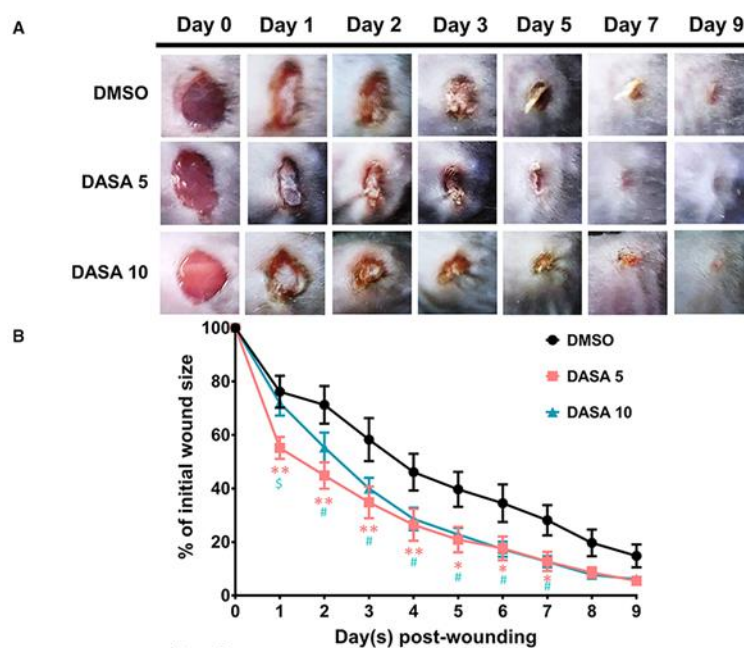 A
Day 0 Day 1 Day 2 Day 3 Day 5 Day 7 Day 9
DMSO
DASA 5
DASA 10
B
% of initial wound size
100
80
60
40
20
0
DMSO
DASA 5
DASA 10
** ** ** ** * * *
$ # # # # # #
0 1 2 3 4 5 6 7 8 9
Day(s) post-wounding